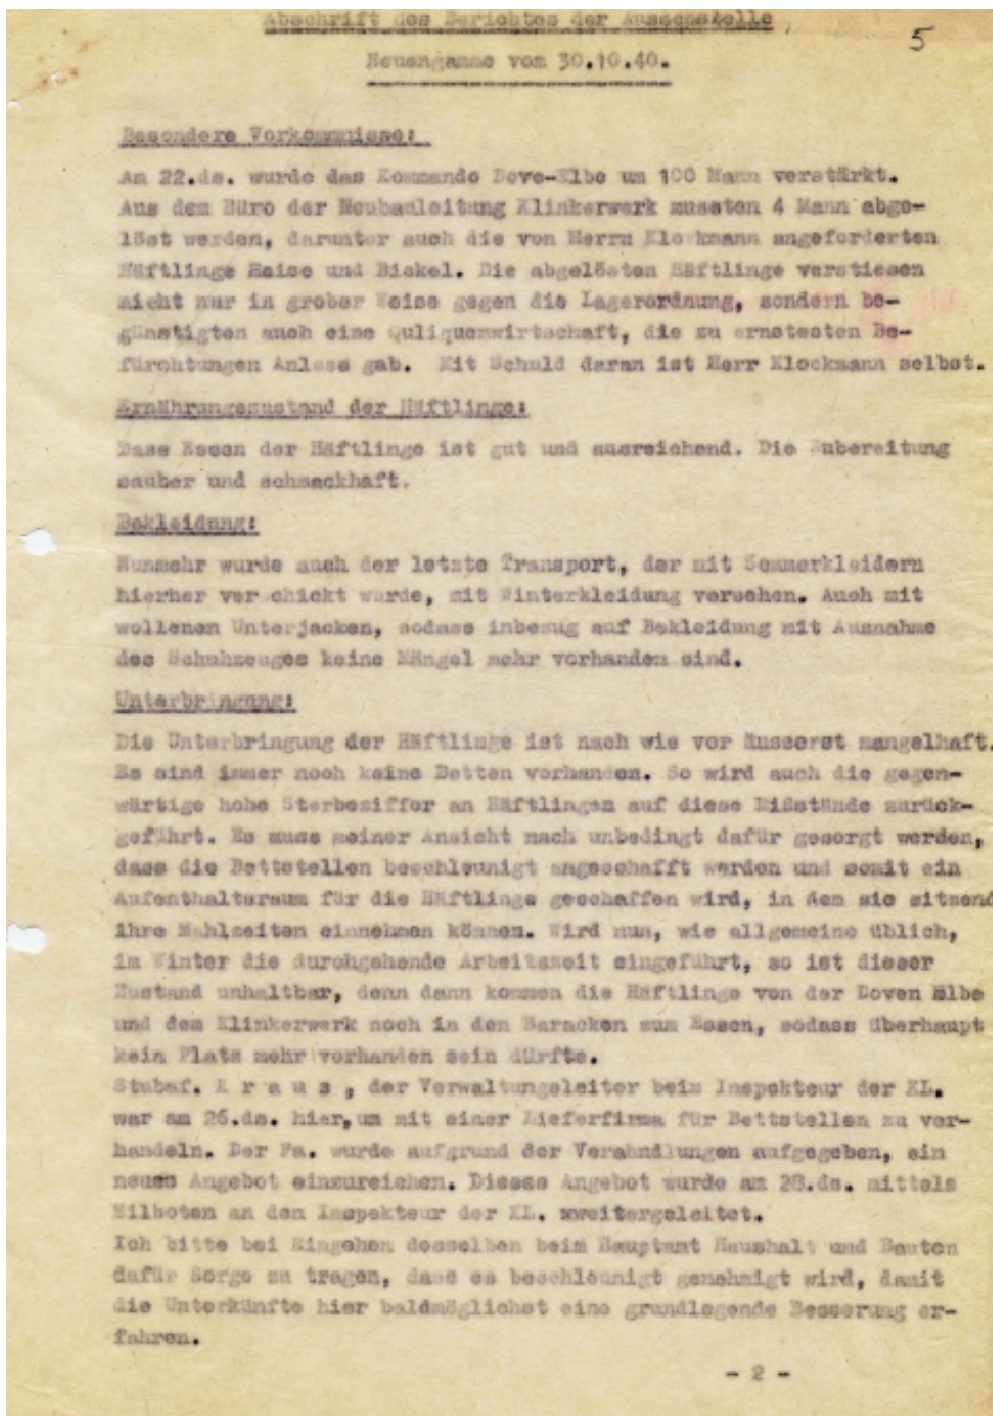 Abschrift des Berichtes der Aussenstelle
5
Neuengamme vom 30.10.40.
Besondere Vorkommnisse:
Am 22.ds. wurde das Kommando Dove-Elbe um 100 Mann verstärkt.
Aus dem Büro der Neubauleitung Klinkerwerk mussten 4 Mann abge-
löst werden, darunter auch die von Herrn Klockmann angeforderten
Häftlinge Heise und Bickel. Die abgelösten Häftlinge verstiesen
nicht nur in grober Weise gegen die Lagerordnung, sondern be-
günstigten auch eine Quliquenwirtschaft, die zu ernstesten Be-
fürchtungen Anlass gab. Mit Schuld daran ist Herr Klockmann selbst.
Ernährungszustand der Häftlinge:
Dass Essen der Häftlinge ist gut und ausreichend. Die Zubereitung
sauber und schmackhaft.
Bekleidung:
Nunmehr wurde auch der letzte Transport, der mit Sommerkleidern
hierher verschickt wurde, mit Winterkleidung versehen. Auch mit
wollenen Unterjacken, sodass inbezug auf Bekleidung mit Ausnahme
des Schuhzeuges keine Mängel mehr vorhanden sind.
Unterbringung:
Die Unterbringung der Häftlinge ist nach wie vor äusserst mangelhaft.
Es sind immer noch keine Betten vorhanden. So wird auch die gegen-
wärtige hohe Sterbeziffer an Häftlingen auf diese Mißstände zurück-
geführt. Es muss meiner Ansicht nach unbedingt dafür gesorgt werden,
dass die Bettstellen beschleunigt angeschafft werden und somit ein
Aufenthaltsraum für die Häftlinge geschaffen wird, in dem sie sitzend
ihre Mahlzeiten einnehmen können. Wird nun, wie allgemeine üblich,
im Winter die durchgehende Arbeitszeit eingeführt, so ist dieser
Zustand unhaltbar, denn dann kommen die Häftlinge von der Doven Elbe
und dem Klinkerwerk noch in den Baracken zum Essen, sodass überhaupt
kein Platz mehr vorhanden sein dürfte.
Stubaf. K r a u s , der Verwaltungsleiter beim Inspekteur der KL.
war am 26.ds. hier,um mit einer Lieferfirma für Bettstellen zu ver-
handeln. Der Fa. wurde aufgrund der Verahndlungen aufgegeben, ein
neues Angebot einzureichen. Dieses Angebot wurde am 28.ds. mittels
Eilboten an den Inspekteur der KL. xweitergeleitet.
Ich bitte bei Eingehen desselben beim Hauptamt Haushalt und Bauten
dafür Sorge zu tragen, dass es beschleunigt genehmigt wird, damit
die Unterkünfte hier baldmöglichst eine grundlegende Besserung er-
fahren.
- 2 -